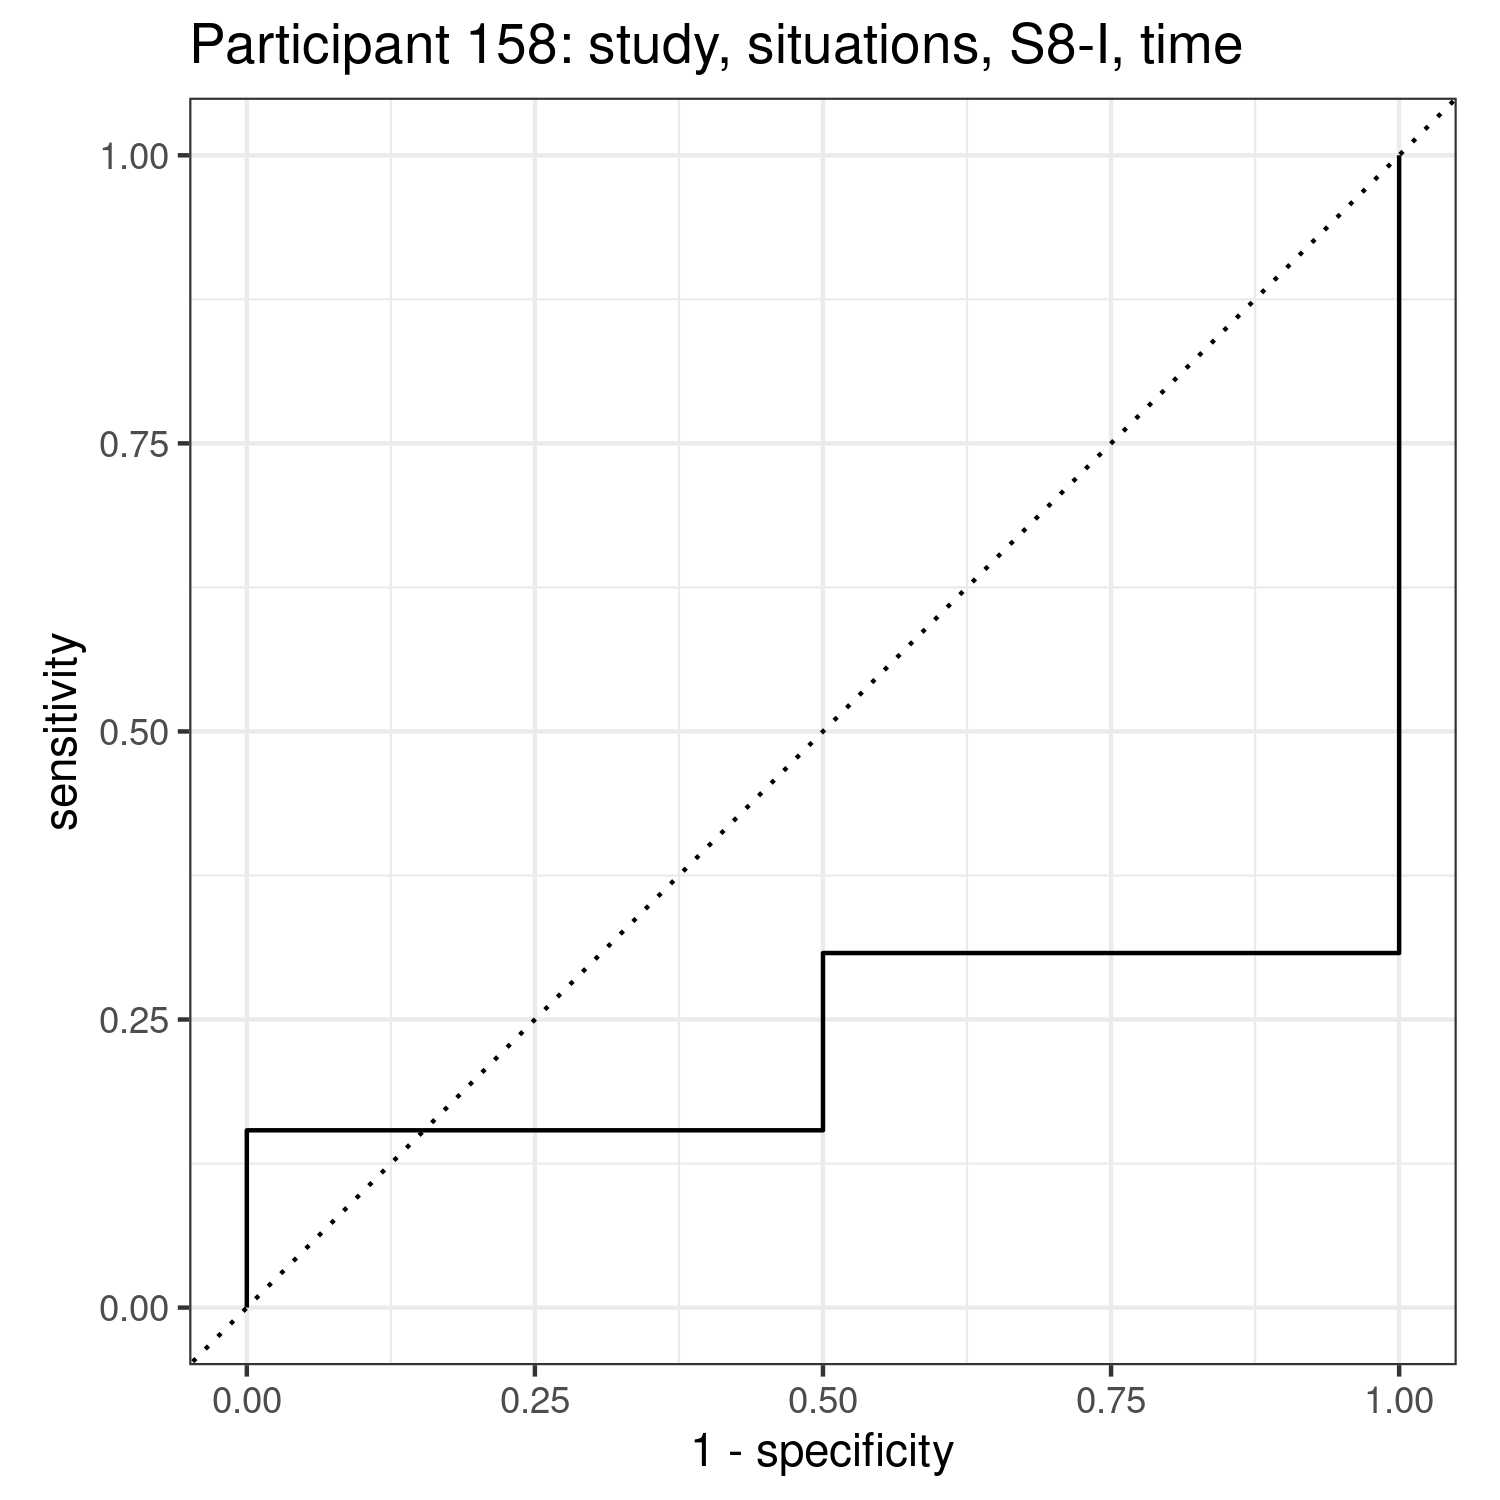 Participant 158: study, situations, S8-I, time
1.00
0.75
0.50
0.25
0.00
sensitivity
0.00 0.25 0.50 0.75 1.00
1 - specificity